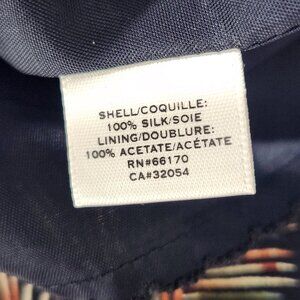 SHELL/COQUILLE:
100% SILK/SOIE
LINING/DOUBLURE:
100% ACETATE/ACÉTATE
RN#66170
CA#32054